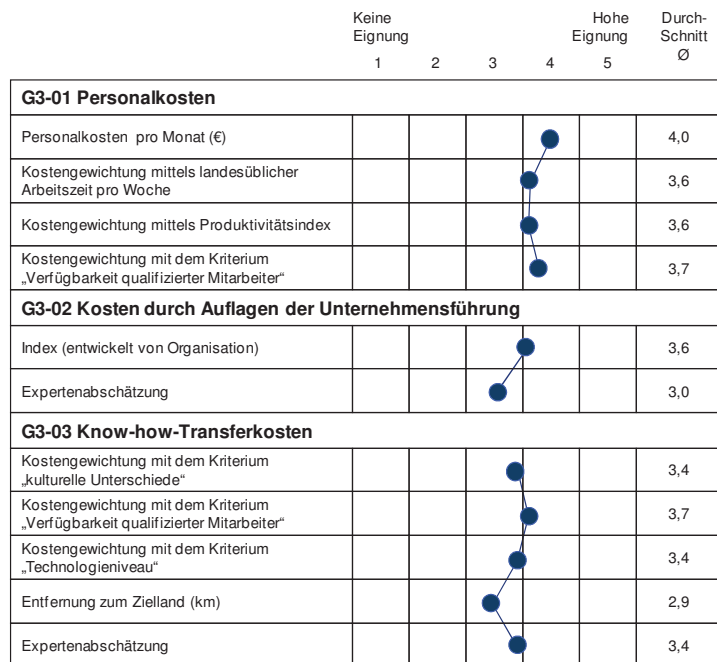 Keine Eignung
Hohe Eignung
Durch-Schnitt Ø
1 2 3 4 5
G3-01 Personalkosten
Personalkosten pro Monat (€) 4,0
Kostengewichtung mittels landesüblicher
Arbeitszeit pro Woche 3,6
Kostengewichtung mittels Produktivitätsindex 3,6
Kostengewichtung mit dem Kriterium
„Verfügbarkeit qualifizierter Mitarbeiter“ 3,7
G3-02 Kosten durch Auflagen der Unternehmensführung
Index (entwickelt von Organisation) 3,6
Expertenabschätzung 3,0
G3-03 Know-how-Transferkosten
Kostengewichtung mit dem Kriterium
„kulturelle Unterschiede“ 3,4
Kostengewichtung mit dem Kriterium
„Verfügbarkeit qualifizierter Mitarbeiter“ 3,7
Kostengewichtung mit dem Kriterium
„Technologieniveau“ 3,4
Entfernung zum Zielland (km) 2,9
Expertenabschätzung 3,4